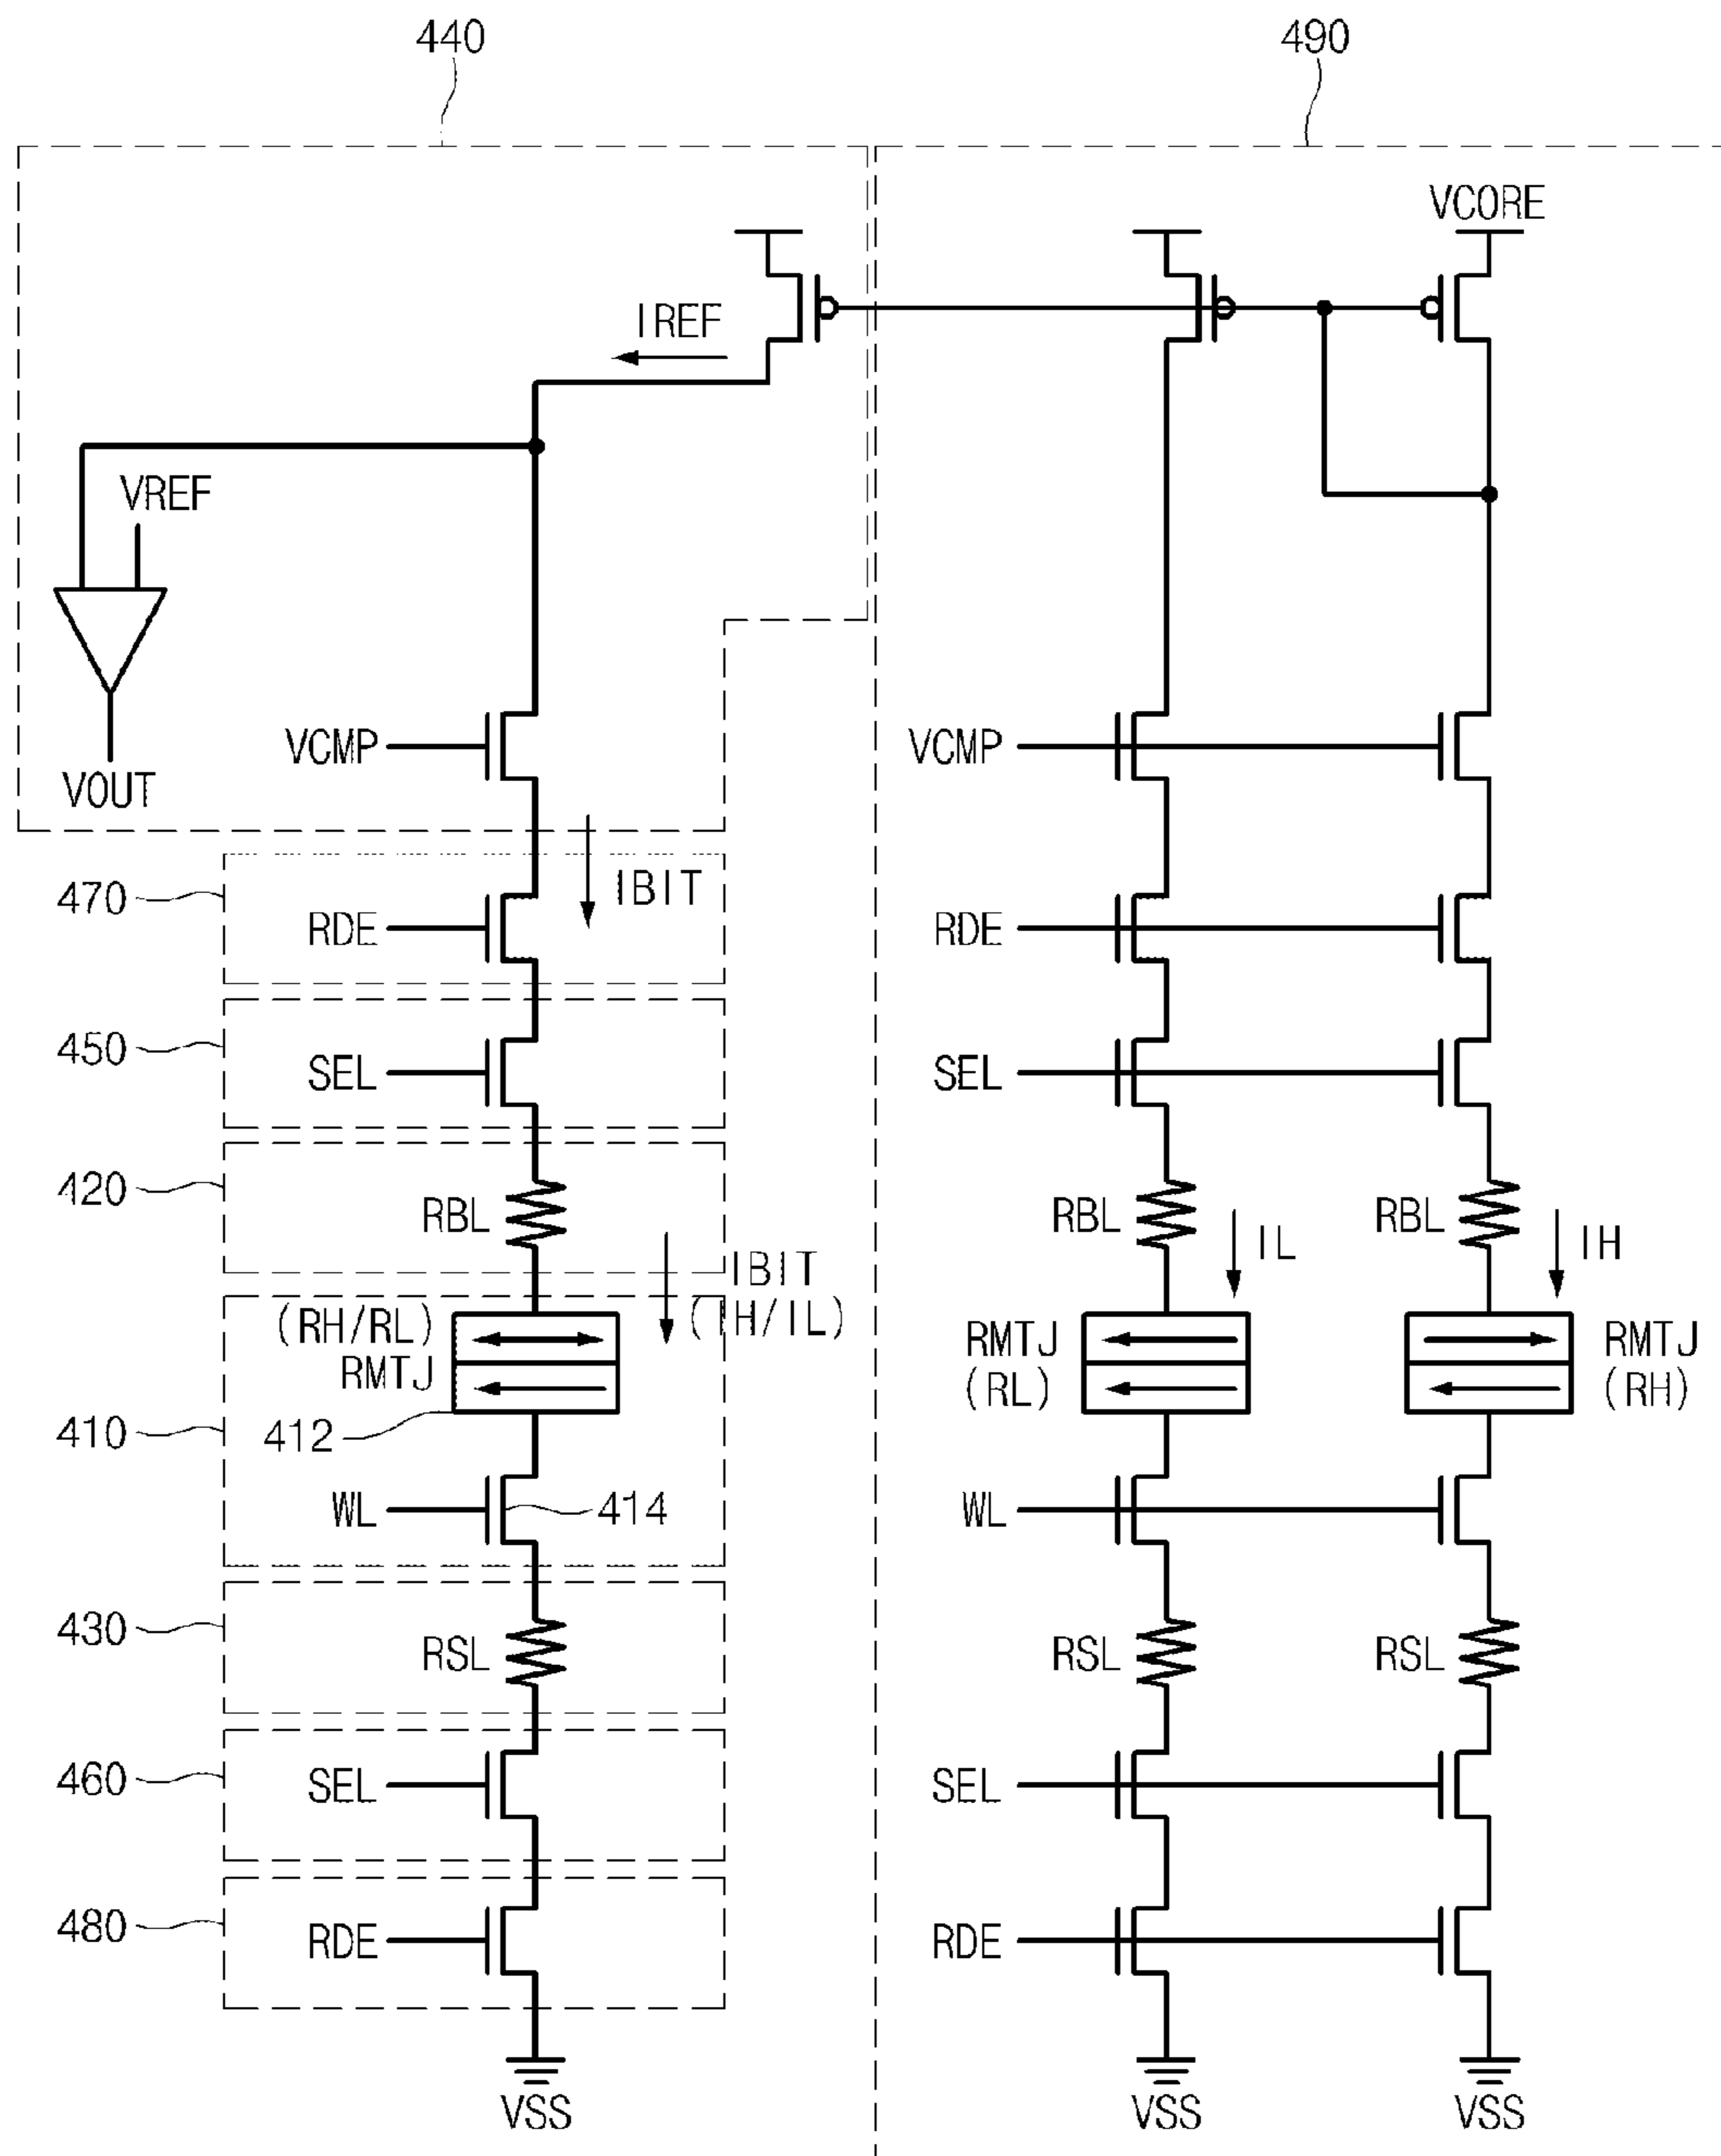 440 490
VCORE
IREF
VREF
VCMP VCMP
VOUT
470 IBIT
RDE RDE
450
SEL SEL
420
RBL RBL IL RBL IH
IBIT
(RH/RL) (IH/IL)
RMTJ RMTJ RMTJ
(RL) (RH)
410 412
WL 414 WL
430
RSL RSL RSL
460 SEL SEL
480 RDE RDE
VSS VSS VSS